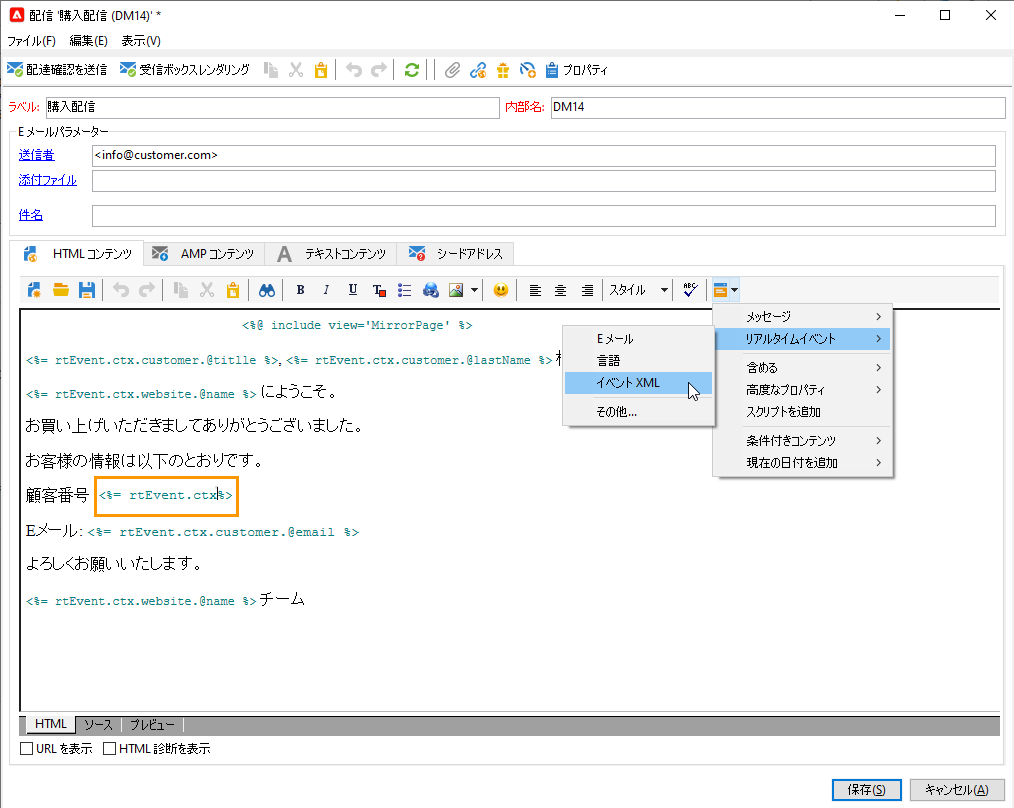 配信 '購入配信 (DM14)' *
ファイル(F) 編集(E) 表示(V)
配達確認を送信 受信ボックスレンダリング プロパティ
ラベル: 購入配信 内部名: DM14
Eメールパラメーター
送信者 <info@customer.com>
添付ファイル
件名
HTML コンテンツ AMP コンテンツ テキストコンテンツ シードアドレス
B I U T スタイル ABC
<%@ include view='MirrorPage' %>
<%= rtEvent.ctx.customer.@titlle %>, <%= rtEvent.ctx.customer.@lastName %>
<%= rtEvent.ctx.website.@name %> にようこそ。
お買い上げいただきましてありがとうございました。
お客様の情報は以下のとおりです。
顧客番号 <%= rtEvent.ctx%>
Eメール: <%= rtEvent.ctx.customer.@email %>
よろしくお願いいたします。
<%= rtEvent.ctx.website.@name %> チーム
メッセージ
リアルタイムイベント
含める
高度なプロパティ
スクリプトを追加
条件付きコンテンツ
現在の日付を追加
Eメール
言語
イベント XML
その他...
HTML ソース プレビュー
URL を表示 HTML 診断を表示
保存(S) キャンセル(A)